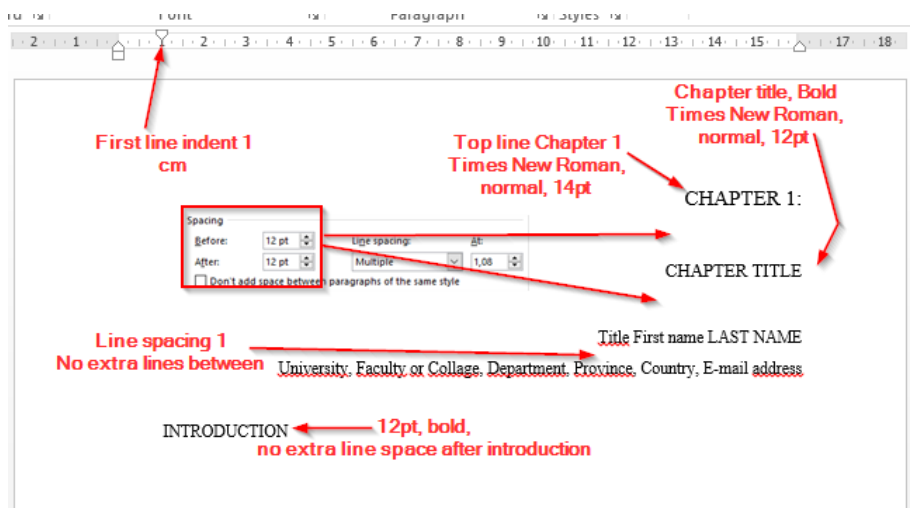 Font Paragraph Styles
2 1 1 2 3 4 5 6 7 8 9 10 11 12 13 14 15 17 18
Chapter title, Bold
Times New Roman,
normal, 12pt
First line indent 1
cm
Top line Chapter 1
Times New Roman,
normal, 14pt
CHAPTER 1:
Spacing
Before: 12 pt Line spacing: At:
After: 12 pt Multiple 1,08
Don't add space between paragraphs of the same style
CHAPTER TITLE
Line spacing 1
No extra lines between
Title First name LAST NAME
University, Faculty or Collage, Department, Province, Country, E-mail address
INTRODUCTION
12pt, bold,
no extra line space after introduction